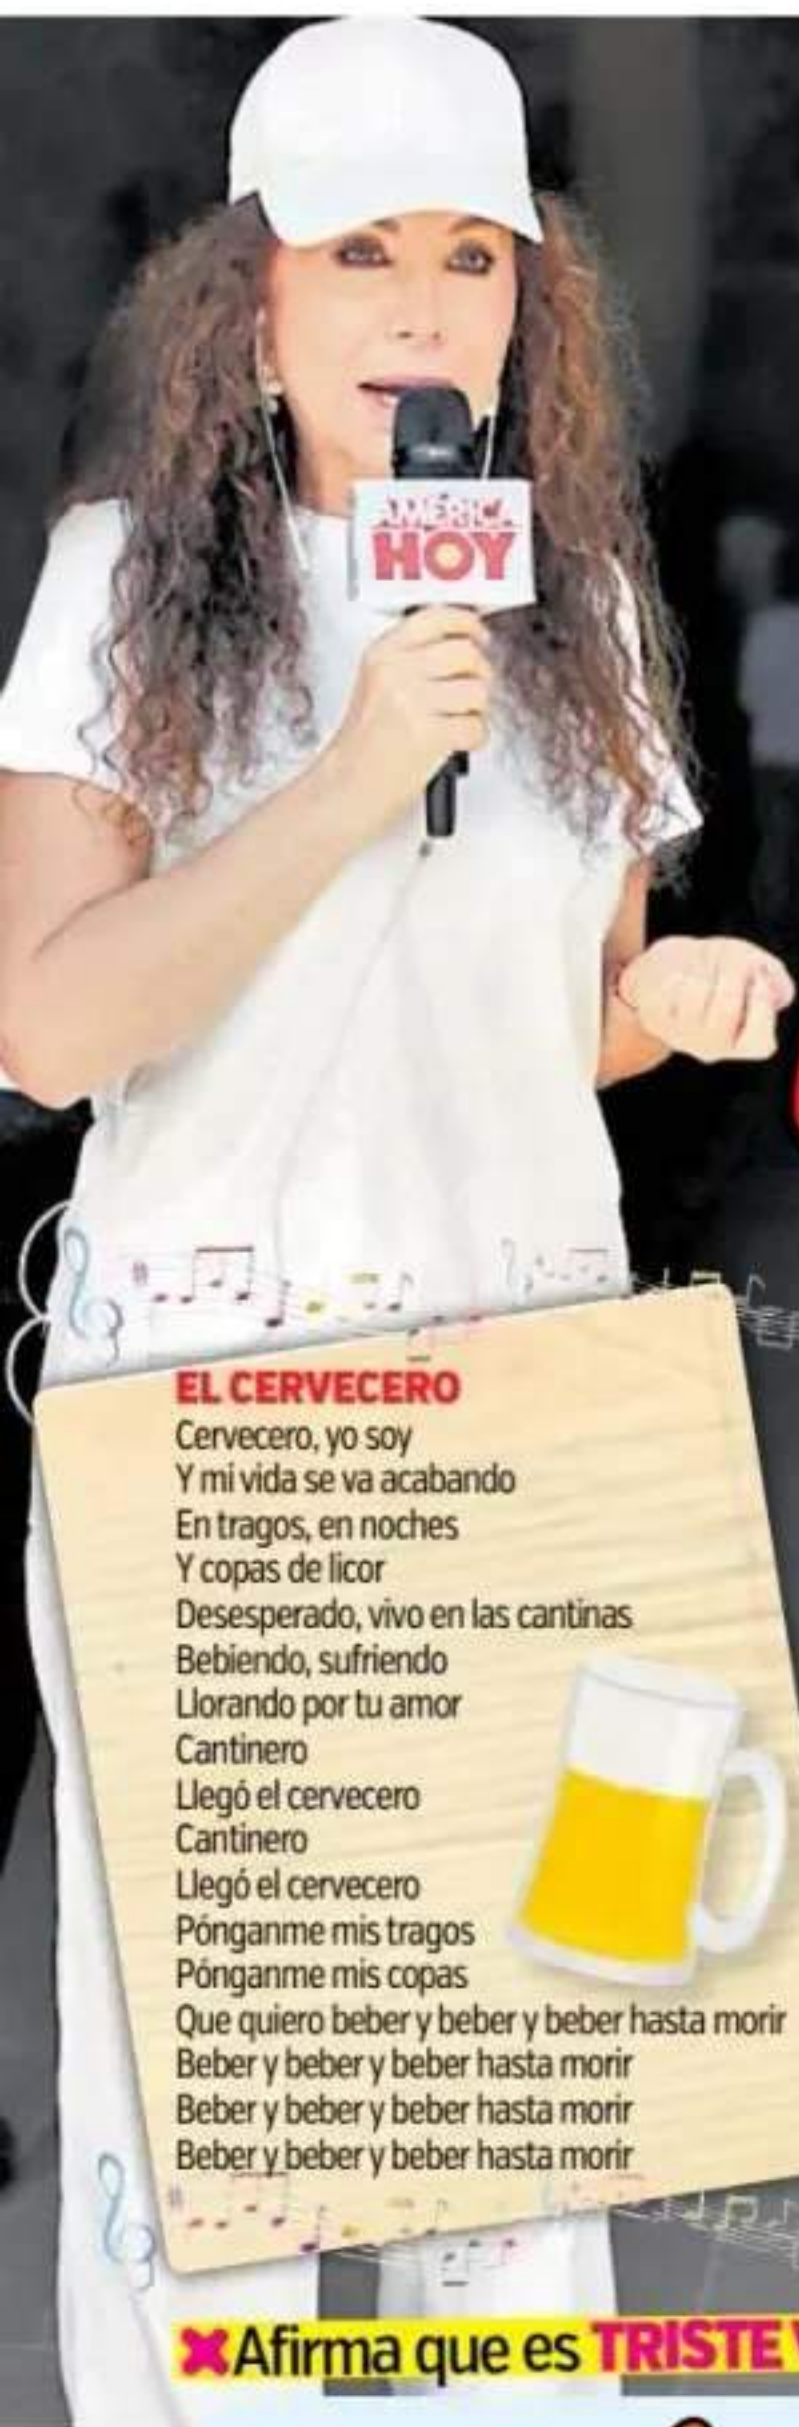 AMÉRICA
HOY
EL CERVECERO
Cervecero, yo soy
Y mi vida se va acabando
En tragos, en noches
Y copas de licor
Desesperado, vivo en las cantinas
Bebiendo, sufriendo
Llorando por tu amor
Cantinero
Llegó el cervecero
Cantinero
Llegó el cervecero
Pónganme mis tragos
Pónganme mis copas
Que quiero beber y beber y beber hasta morir
Beber y beber y beber hasta morir
Beber y beber y beber hasta morir
Beber y beber y beber hasta morir
Afirma que es TRISTE